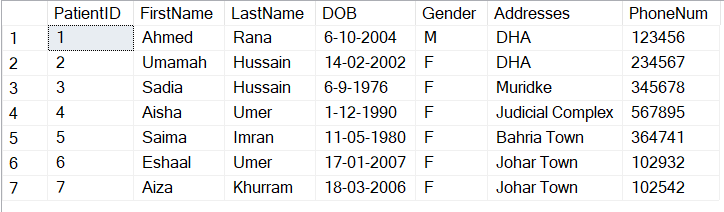 PatientID FirstName LastName DOB Gender Addresses PhoneNum
1 1 Ahmed Rana 6-10-2004 M DHA 123456
2 2 Umamah Hussain 14-02-2002 F DHA 234567
3 3 Sadia Hussain 6-9-1976 F Muridke 345678
4 4 Aisha Umer 1-12-1990 F Judicial Complex 567895
5 5 Saima Imran 11-05-1980 F Bahria Town 364741
6 6 Eshaal Umer 17-01-2007 F Johar Town 102932
7 7 Aiza Khurram 18-03-2006 F Johar Town 102542